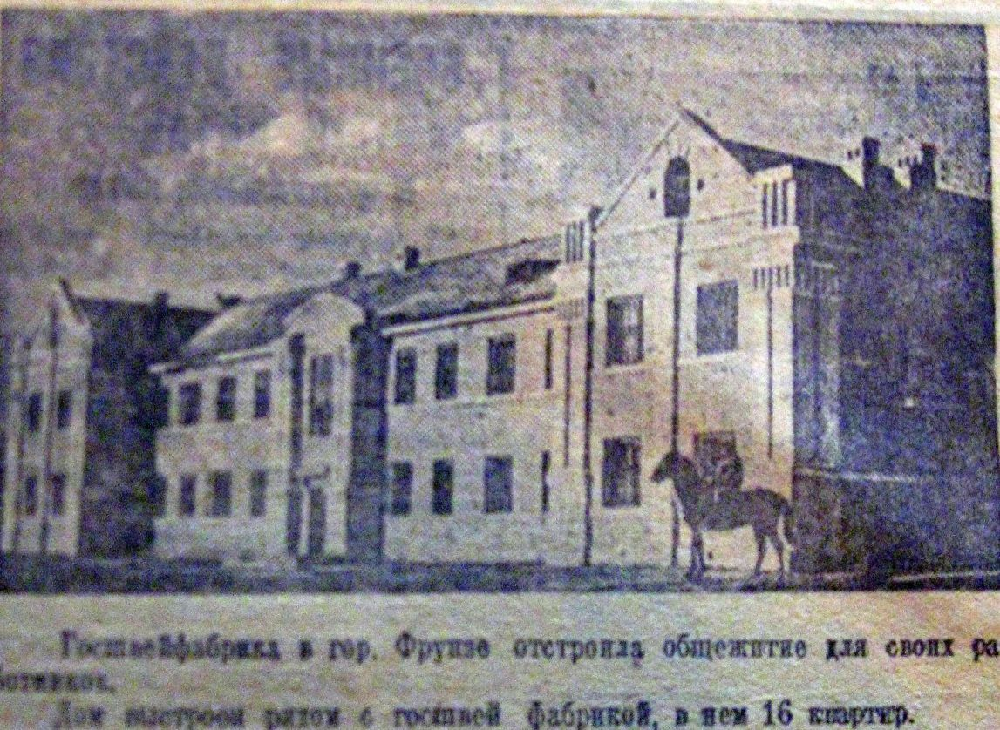 Госшвейфабрика в гор. Фрунзе отстроила общежитие для своих ра
ботников.
Дом выстроен рядом с госшвей фабрикой, в нем 16 квартир.